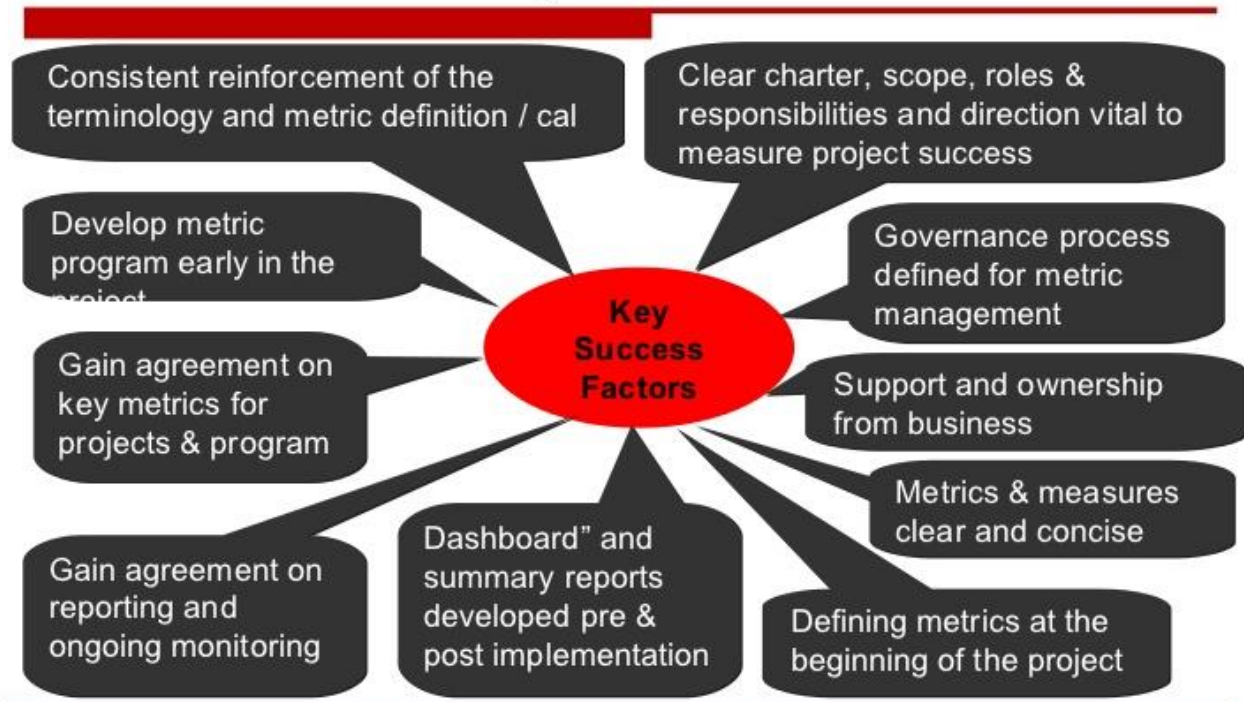 Consistent reinforcement of the
terminology and metric definition / cal
Clear charter, scope, roles &
responsibilities and direction vital to
measure project success
Develop metric
program early in the
project
Governance process
defined for metric
management
Key
Success
Factors
Gain agreement on
key metrics for
projects & program
Support and ownership
from business
Metrics & measures
clear and concise
Gain agreement on
reporting and
ongoing monitoring
Dashboard” and
summary reports
developed pre &
post implementation
Defining metrics at the
beginning of the project